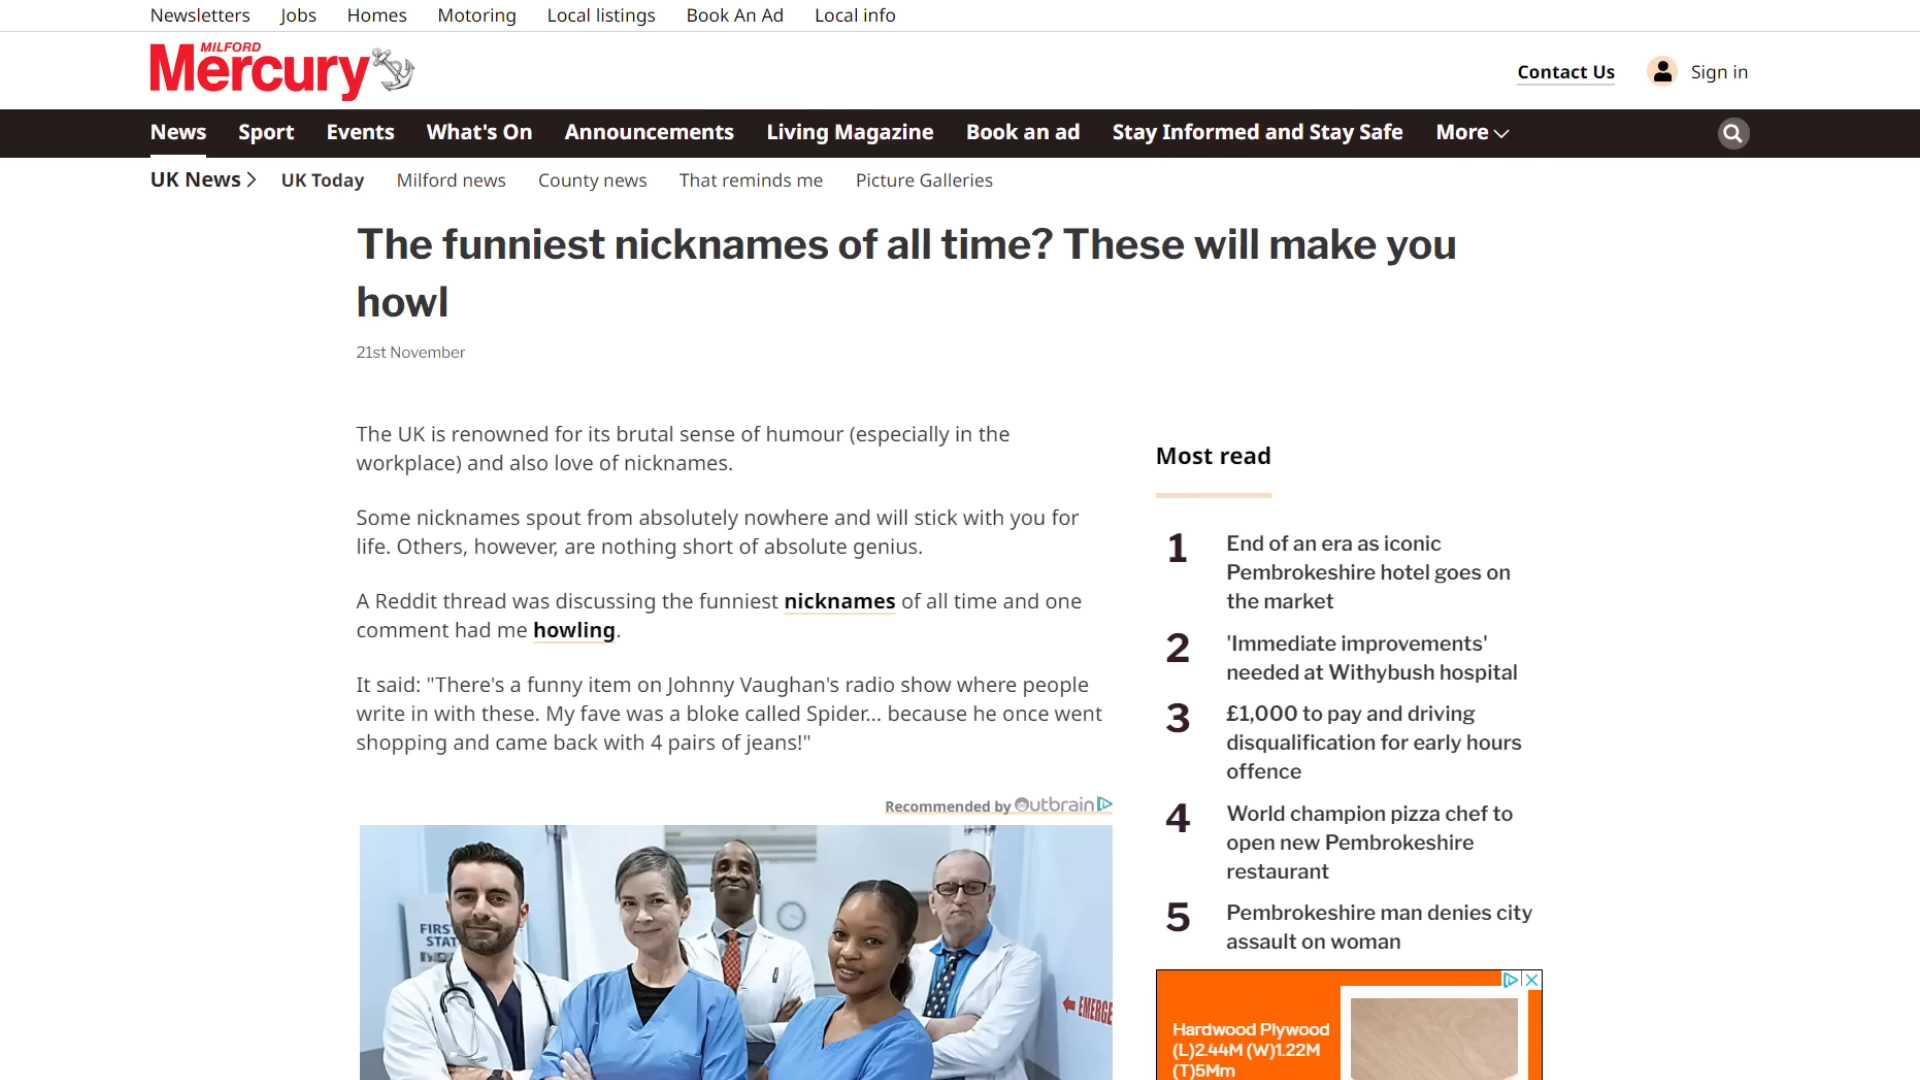 Newsletters Jobs Homes Motoring Local listings Book An Ad Local info
MILFORD
Mercury
Contact Us Sign in
News Sport Events What's On Announcements Living Magazine Book an ad Stay Informed and Stay Safe More
UK News UK Today Milford news County news That reminds me Picture Galleries
The funniest nicknames of all time? These will make you
howl
21st November
The UK is renowned for its brutal sense of humour (especially in the
workplace) and also love of nicknames.
Some nicknames spout from absolutely nowhere and will stick with you for
life. Others, however, are nothing short of absolute genius.
A Reddit thread was discussing the funniest nicknames of all time and one
comment had me howling.
It said: "There's a funny item on Johnny Vaughan's radio show where people
write in with these. My fave was a bloke called Spider... because he once went
shopping and came back with 4 pairs of jeans!"
Recommended by Outbrain
FIRS
STAT
EMERGE
Most read
1 End of an era as iconic
Pembrokeshire hotel goes on
the market
2 'Immediate improvements'
needed at Withybush hospital
3 £1,000 to pay and driving
disqualification for early hours
offence
4 World champion pizza chef to
open new Pembrokeshire
restaurant
5 Pembrokeshire man denies city
assault on woman
Hardwood Plywood
(L)2.44M (W)1.22M
(T)5Mm